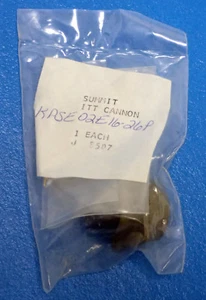 SUMMIT
ITT CANNON
KPSE02E16-26P
1 EACH